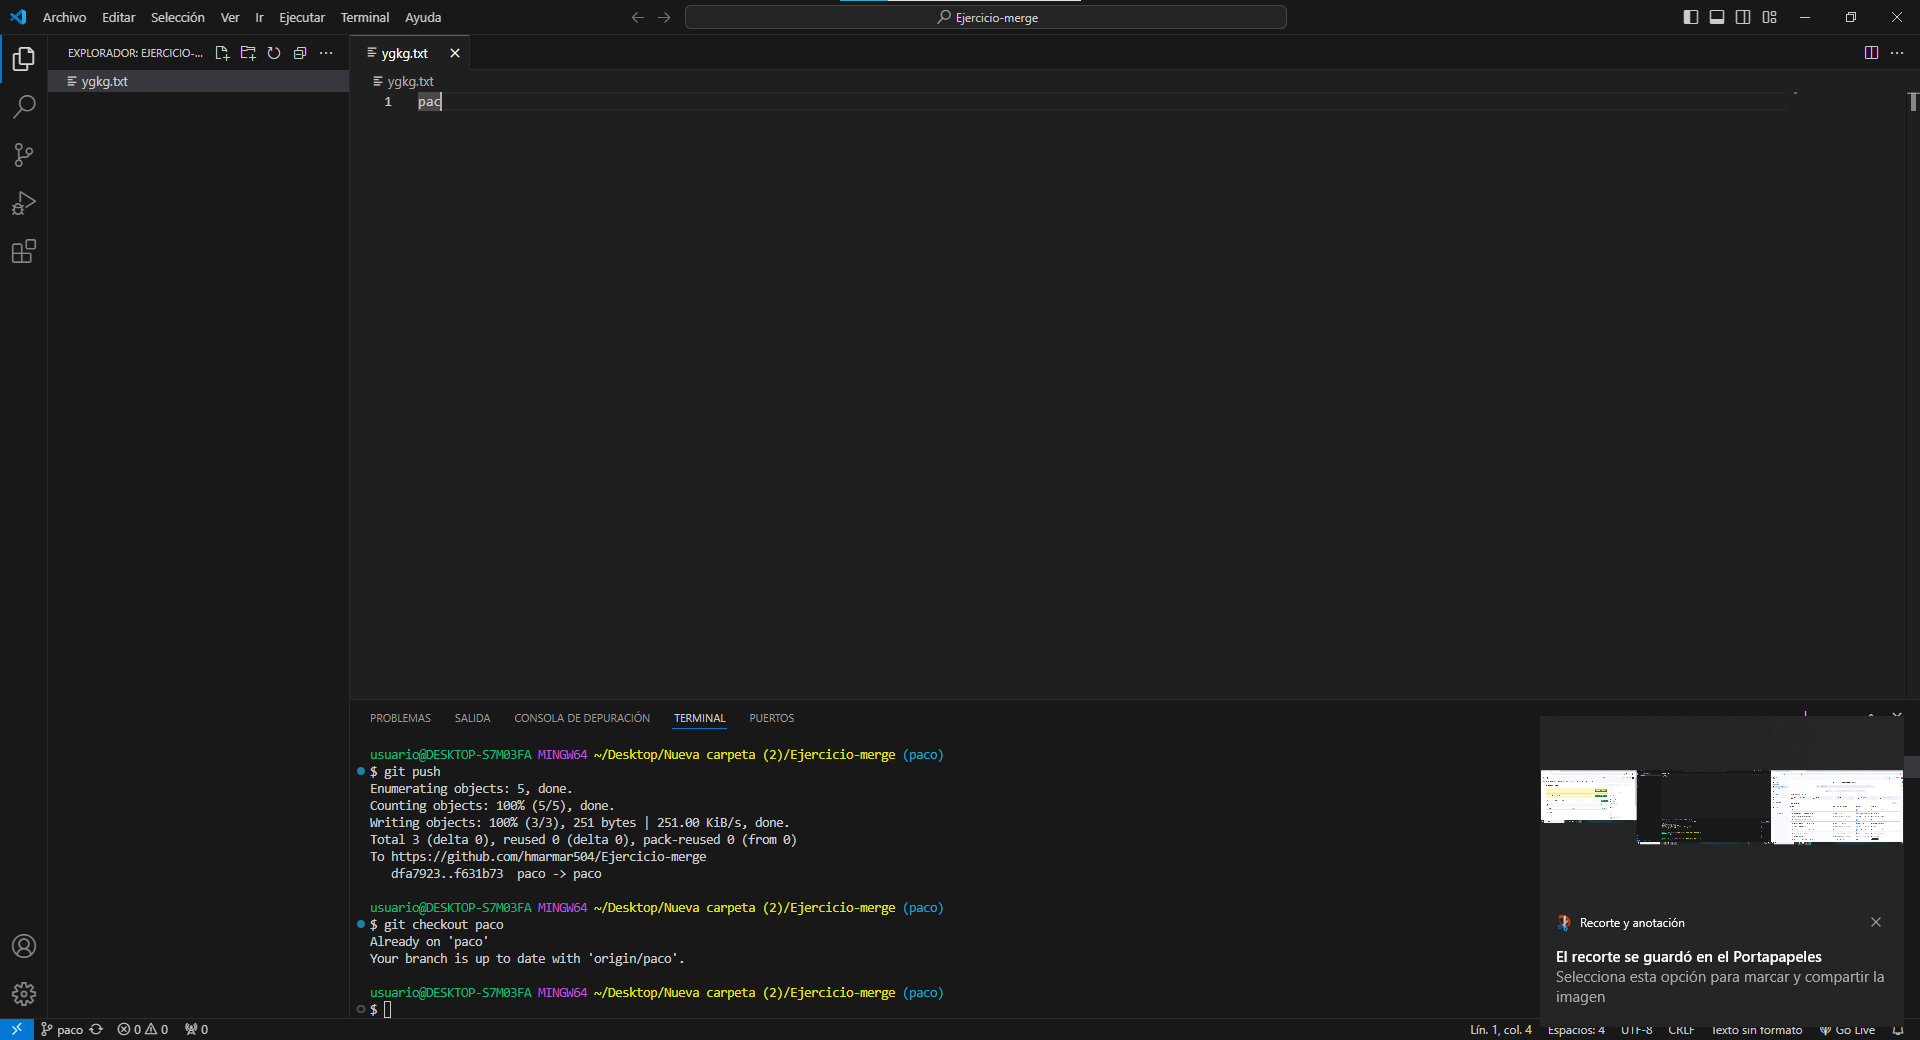 Archivo Editar Selección Ver Ir Ejecutar Terminal Ayuda
Ejercicio-merge
EXPLORADOR: EJERCICIO-...
ygkg.txt
ygkg.txt
ygkg.txt
1 pac
PROBLEMAS SALIDA CONSOLA DE DEPURACIÓN TERMINAL PUERTOS
usuario@DESKTOP-S7M03FA MINGW64 ~/Desktop/Nueva carpeta (2)/Ejercicio-merge (paco)
$ git push
Enumerating objects: 5, done.
Counting objects: 100% (5/5), done.
Writing objects: 100% (3/3), 251 bytes | 251.00 KiB/s, done.
Total 3 (delta 0), reused 0 (delta 0), pack-reused 0 (from 0)
To https://github.com/hmarmar504/Ejercicio-merge
dfa7923..f631b73 paco -> paco
usuario@DESKTOP-S7M03FA MINGW64 ~/Desktop/Nueva carpeta (2)/Ejercicio-merge (paco)
$ git checkout paco
Already on 'paco'
Your branch is up to date with 'origin/paco'.
usuario@DESKTOP-S7M03FA MINGW64 ~/Desktop/Nueva carpeta (2)/Ejercicio-merge (paco)
$
Recorte y anotación
El recorte se guardó en el Portapapeles
Selecciona esta opción para marcar y compartir la
imagen
paco 0 0 0 Lín. 1, col. 4 Espacios: 4 UTF-8 CRLF Texto sin formato Go Live